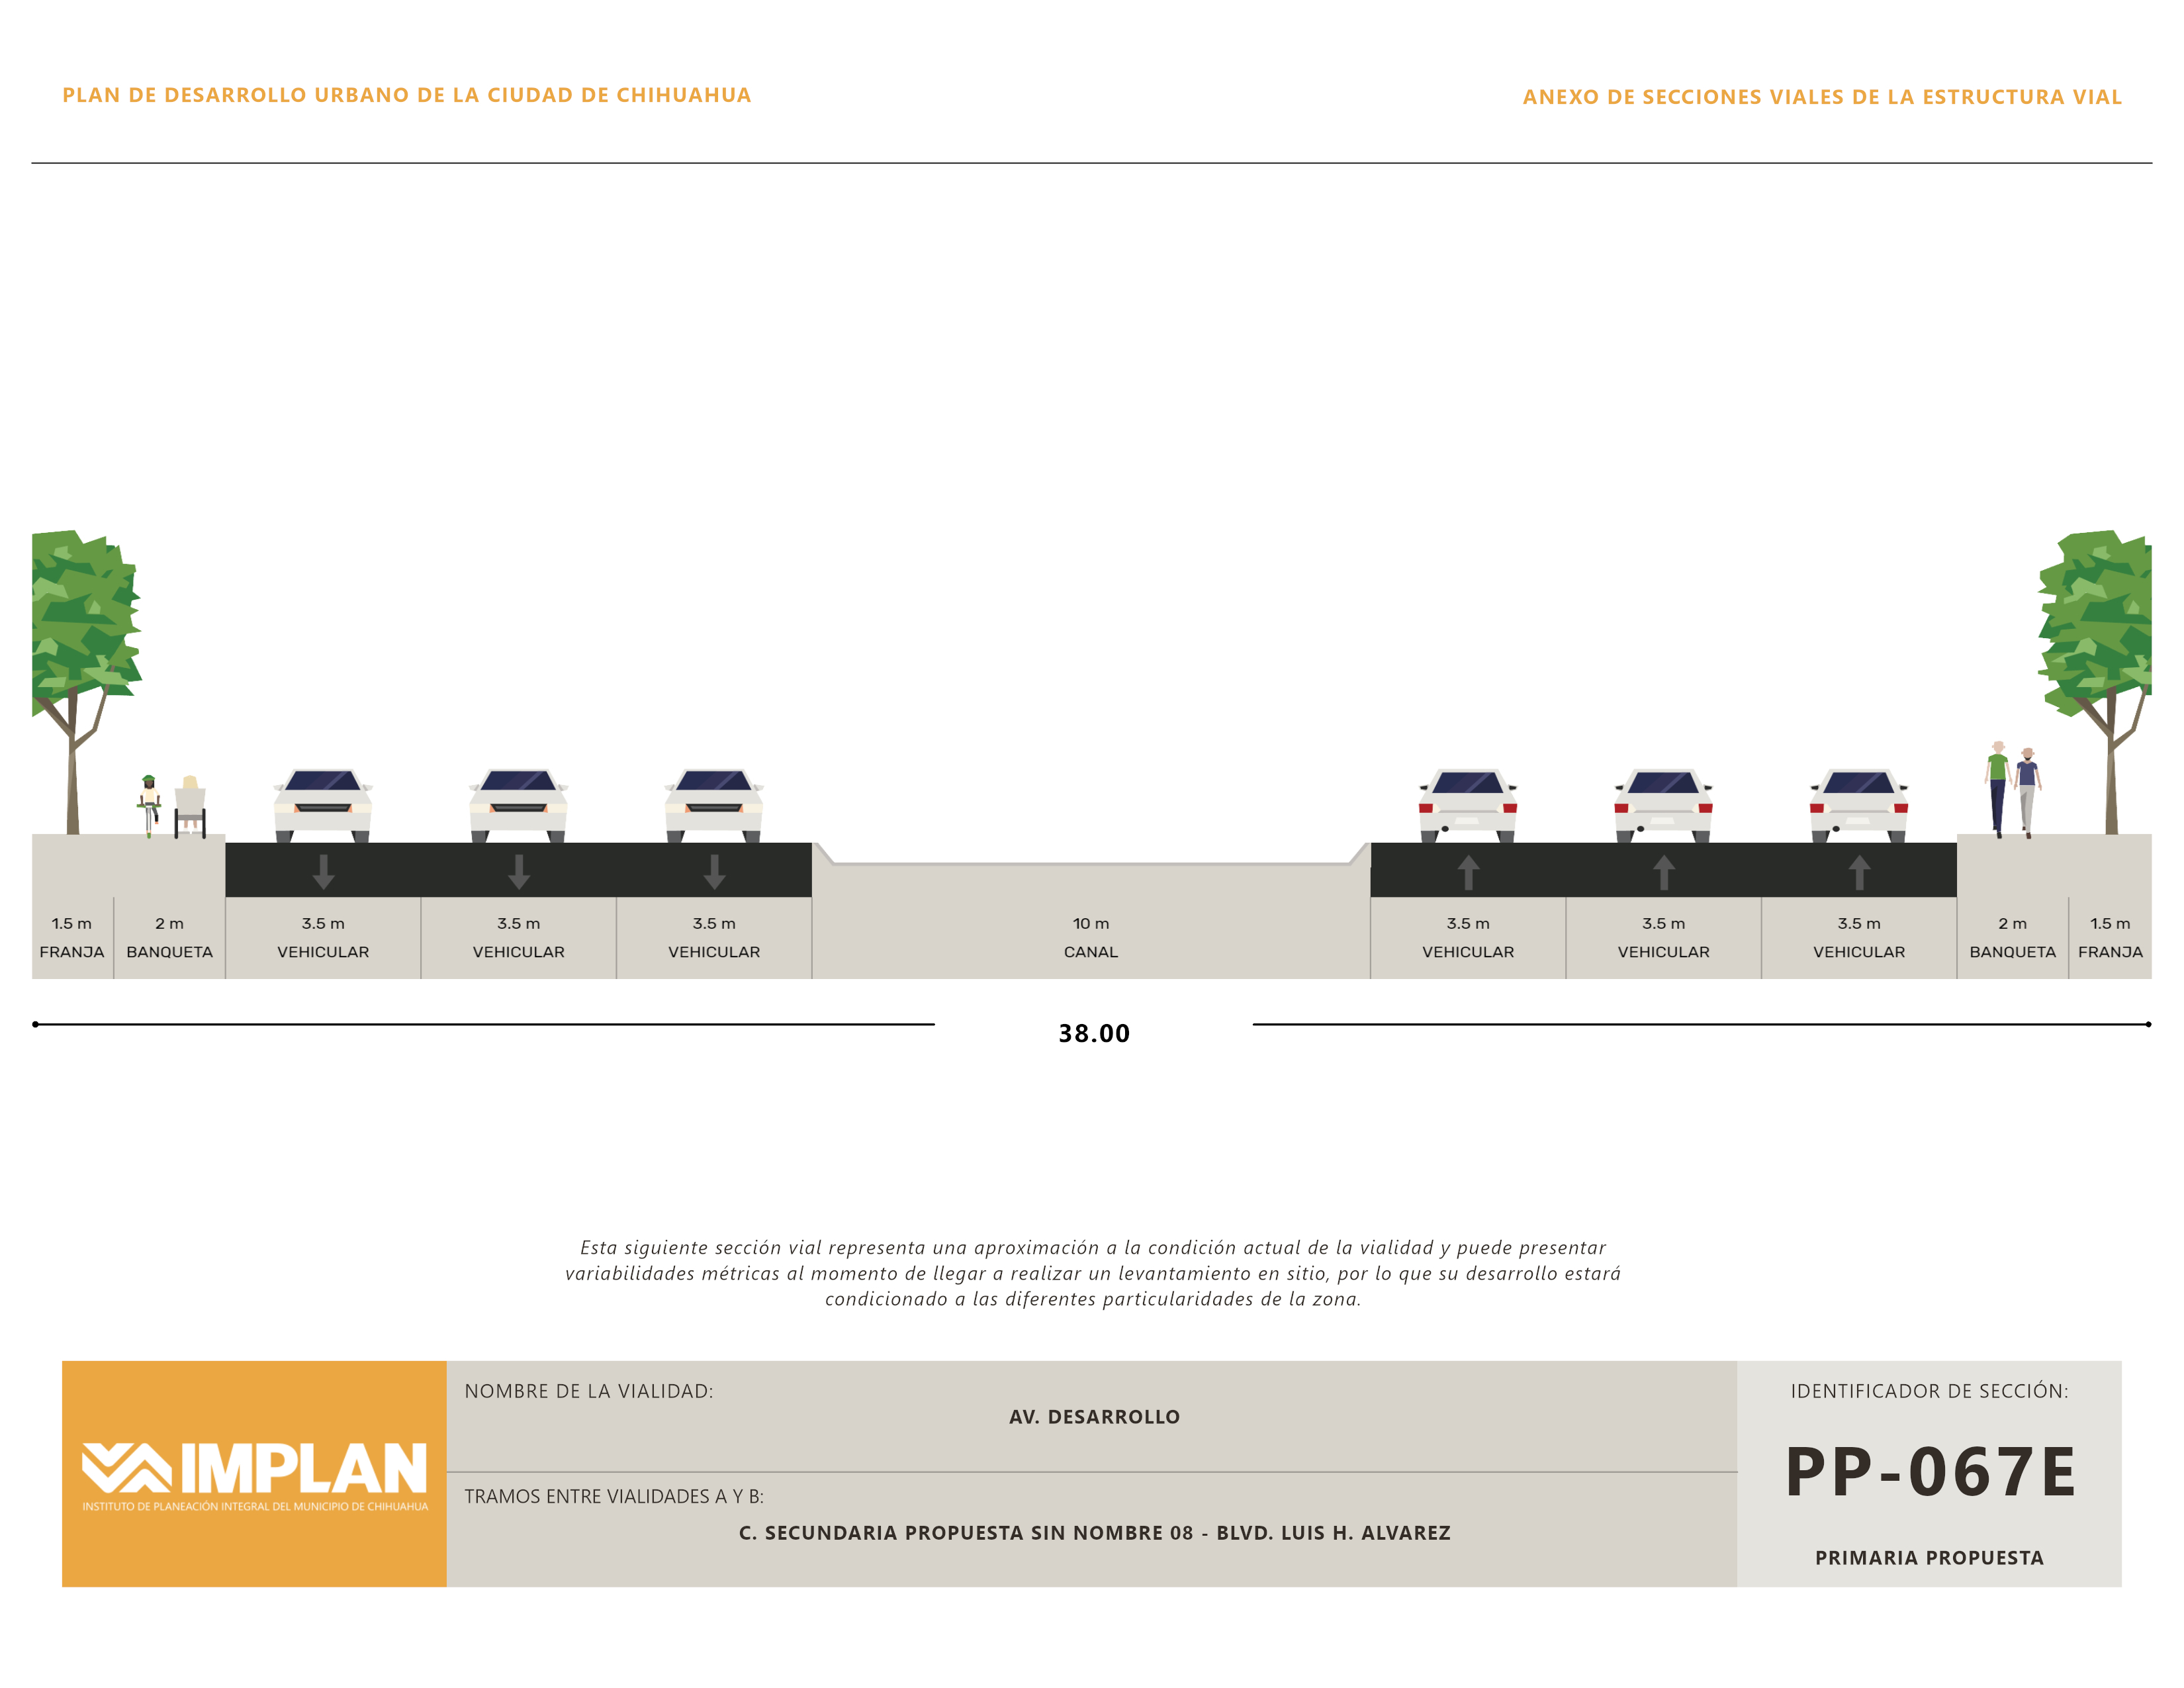 PLAN DE DESARROLLO URBANO DE LA CIUDAD DE CHIHUAHUA
ANEXO DE SECCIONES VIALES DE LA ESTRUCTURA VIAL
1.5 m 2 m 3.5 m 3.5 m 3.5 m 10 m 3.5 m 3.5 m 3.5 m 2 m 1.5 m
FRANJA BANQUETA VEHICULAR VEHICULAR VEHICULAR CANAL VEHICULAR VEHICULAR VEHICULAR BANQUETA FRANJA
38.00
Esta siguiente sección vial representa una aproximación a la condición actual de la vialidad y puede presentar
variabilidades métricas al momento de llegar a realizar un levantamiento en sitio, por lo que su desarrollo estará
condicionado a las diferentes particularidades de la zona.
IMPLAN
INSTITUTO DE PLANEACIÓN INTEGRAL DEL MUNICIPIO DE CHIHUAHUA
NOMBRE DE LA VIALIDAD:
AV. DESARROLLO
TRAMOS ENTRE VIALIDADES A Y B:
C. SECUNDARIA PROPUESTA SIN NOMBRE 08 - BLVD. LUIS H. ALVAREZ
IDENTIFICADOR DE SECCIÓN:
PP-067E
PRIMARIA PROPUESTA